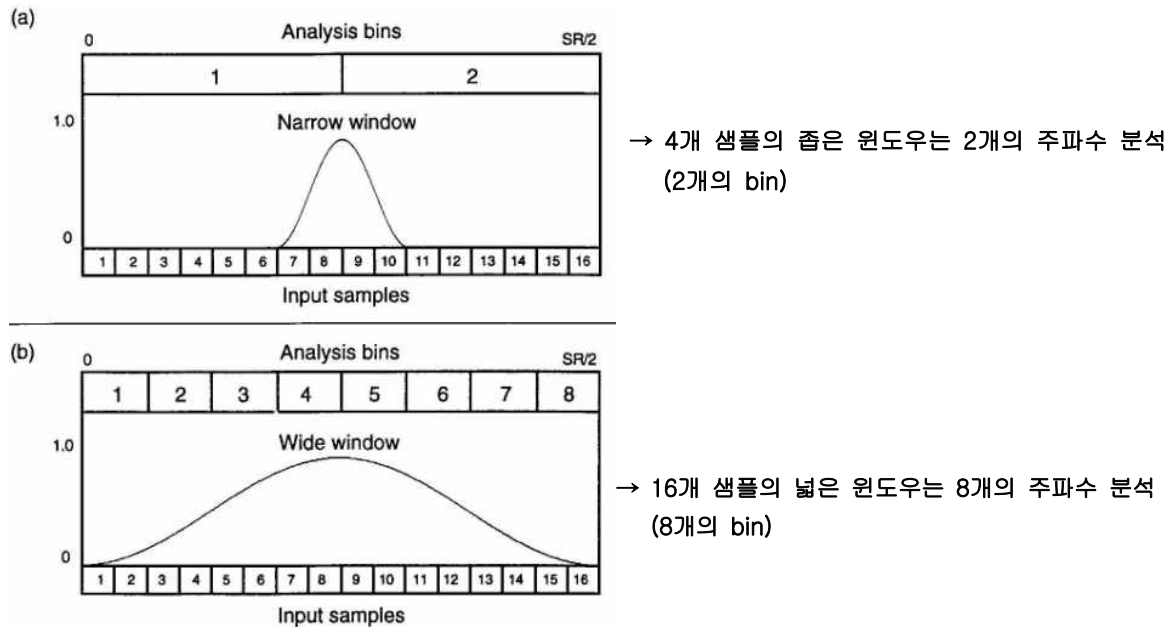 (a)
0 Analysis bins SR/2
1 2
1.0
Narrow window
0
1 2 3 4 5 6 7 8 9 10 11 12 13 14 15 16
Input samples
→ 4개 샘플의 좁은 윈도우는 2개의 주파수 분석
(2개의 bin)
(b)
0 Analysis bins SR/2
1 2 3 4 5 6 7 8
1.0
Wide window
0
1 2 3 4 5 6 7 8 9 10 11 12 13 14 15 16
Input samples
→ 16개 샘플의 넓은 윈도우는 8개의 주파수 분석
(8개의 bin)